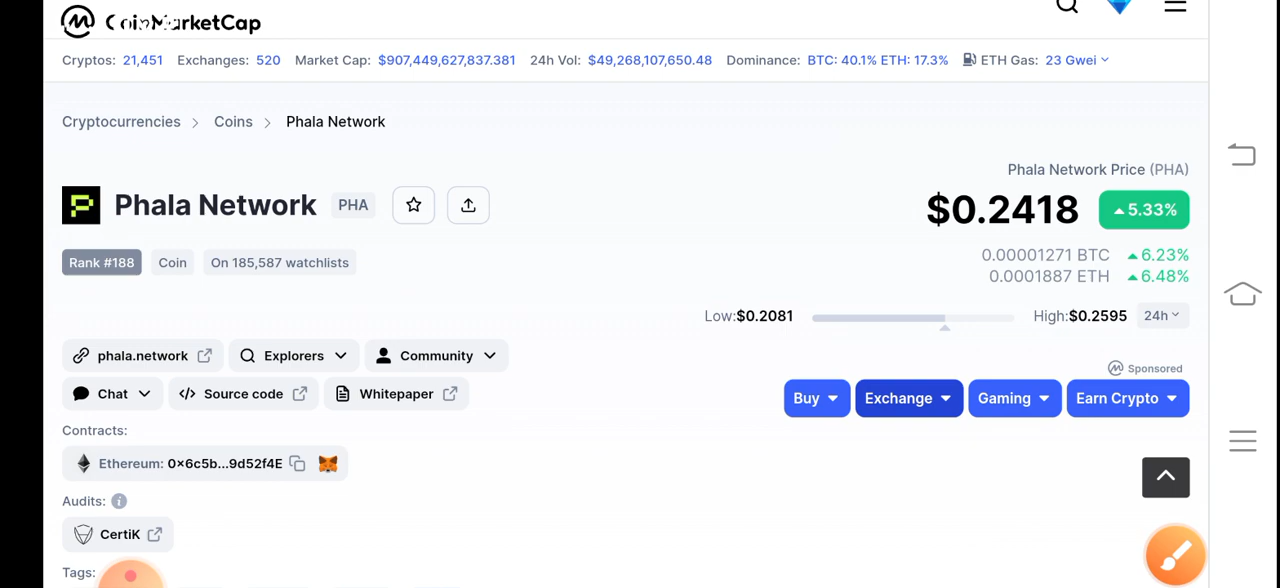 CoinMarketCap
Cryptos: 21,451 Exchanges: 520 Market Cap: $907,449,627,837.381 24h Vol: $49,268,107,650.48 Dominance: BTC: 40.1% ETH: 17.3% ETH Gas: 23 Gwei
Cryptocurrencies > Coins > Phala Network
Phala Network Price (PHA)
Phala Network PHA
$0.2418 5.33%
Rank #188 Coin On 185,587 watchlists
0.00001271 BTC 6.23%
0.0001887 ETH 6.48%
Low:$0.2081 High:$0.2595 24h
phala.network Explorers Community
Sponsored
Chat Source code Whitepaper
Buy Exchange Gaming Earn Crypto
Contracts:
Ethereum: 0x6c5b...9d52f4E
Audits:
CertiK
Tags: